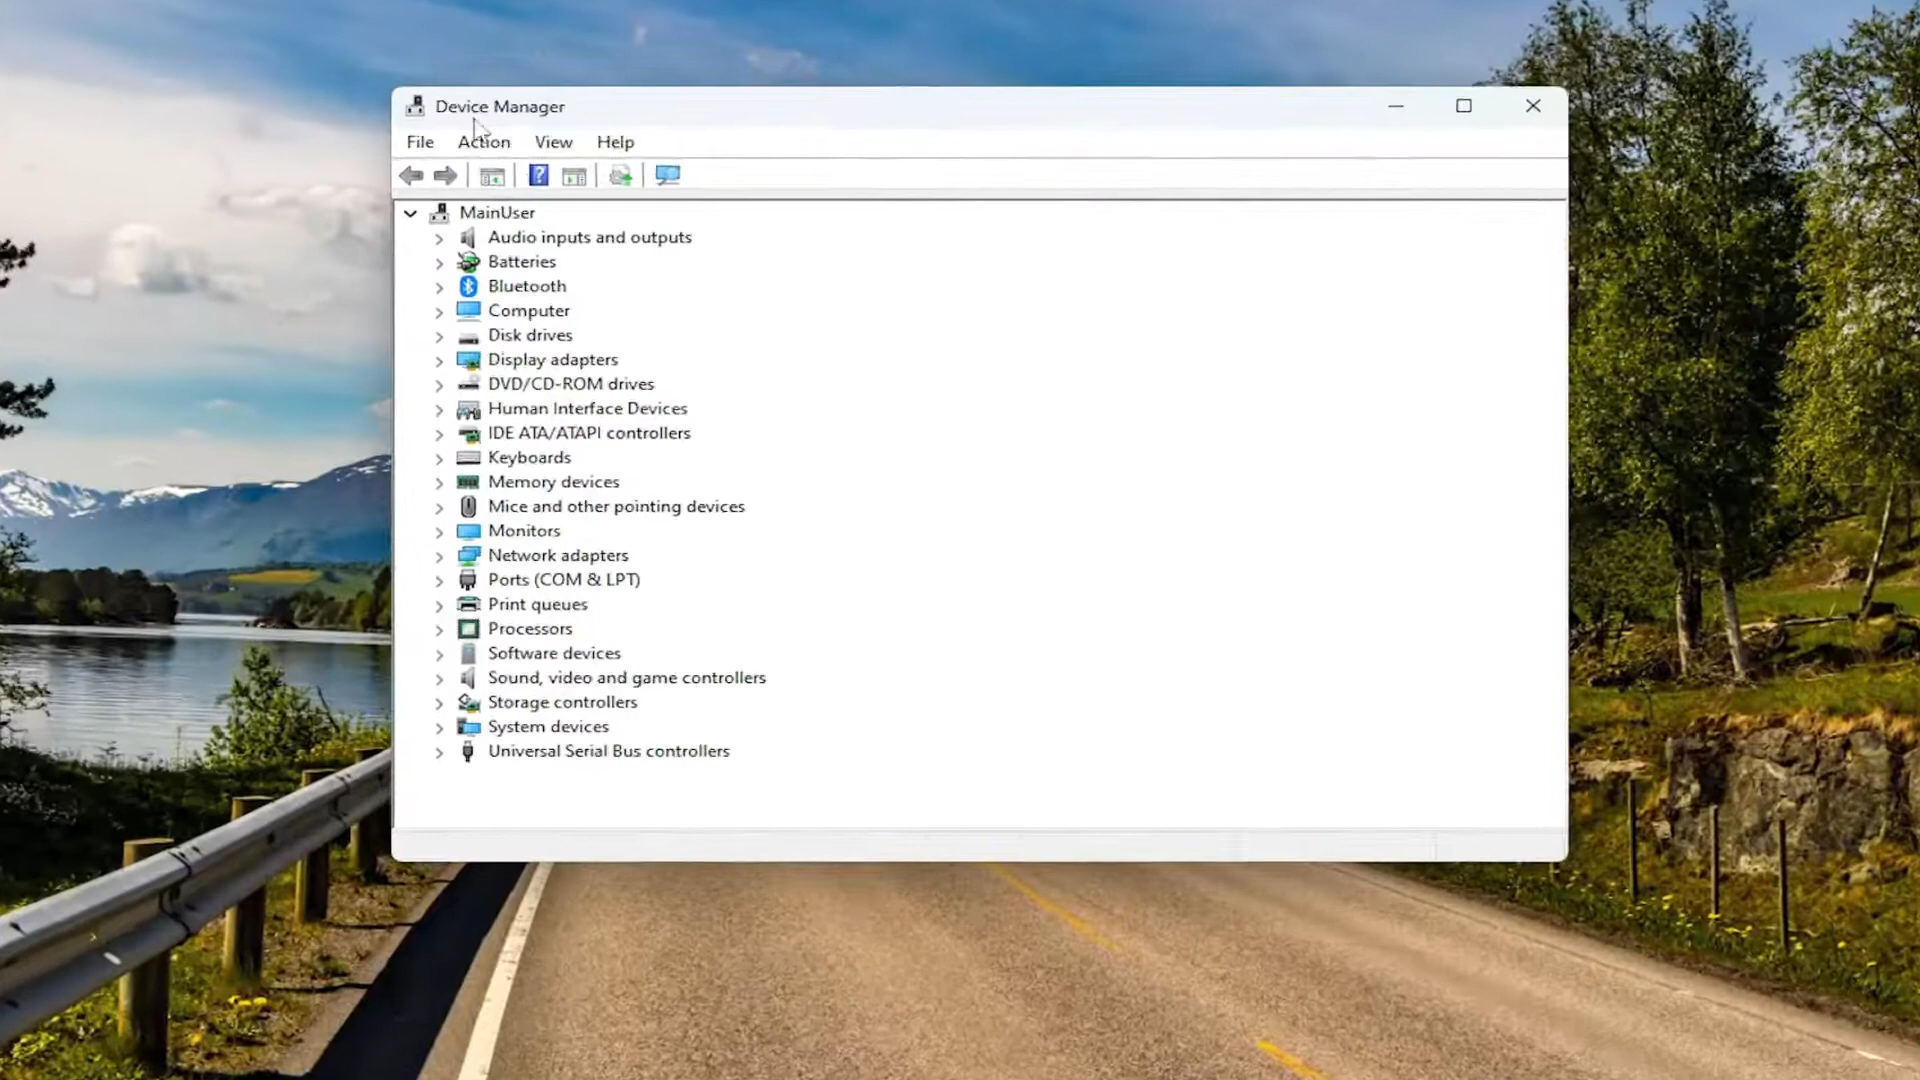 Device Manager
File Action View Help
MainUser
Audio inputs and outputs
Batteries
Bluetooth
Computer
Disk drives
Display adapters
DVD/CD-ROM drives
Human Interface Devices
IDE ATA/ATAPI controllers
Keyboards
Memory devices
Mice and other pointing devices
Monitors
Network adapters
Ports (COM & LPT)
Print queues
Processors
Software devices
Sound, video and game controllers
Storage controllers
System devices
Universal Serial Bus controllers